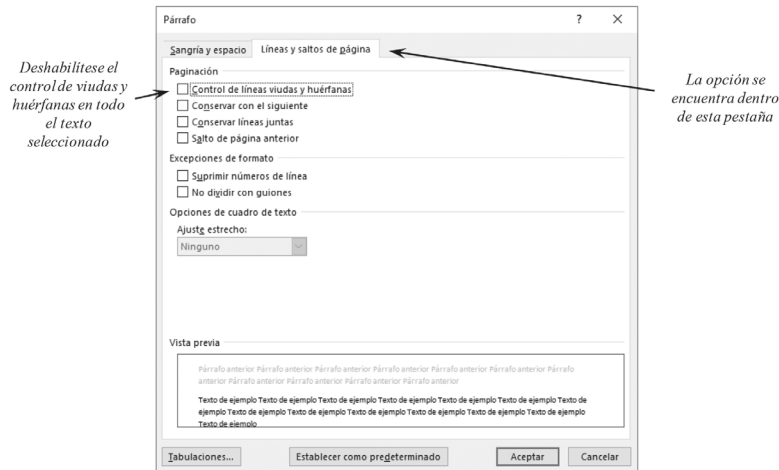 Párrafo ? ×
Sangría y espacio Líneas y saltos de página
Paginación
Control de líneas viudas y huérfanas
Conservar con el siguiente
Conservar líneas juntas
Salto de página anterior
Excepciones de formato
Suprimir números de línea
No dividir con guiones
Opciones de cuadro de texto
Ajuste estrecho:
Ninguno
Vista previa
Párrafo anterior Párrafo anterior Párrafo anterior Párrafo anterior Párrafo anterior Párrafo anterior Párrafo
anterior Párrafo anterior Párrafo anterior Párrafo anterior Párrafo anterior
Texto de ejemplo Texto de ejemplo Texto de ejemplo Texto de ejemplo Texto de ejemplo Texto de ejemplo Texto de
ejemplo Texto de ejemplo Texto de ejemplo Texto de ejemplo Texto de ejemplo Texto de ejemplo Texto de ejemplo
Texto de ejemplo
Tabulaciones... Establecer como predeterminado Aceptar Cancelar
Deshabilítese el
control de viudas y
huérfanas en todo
el texto
seleccionado
La opción se
encuentra dentro
de esta pestaña